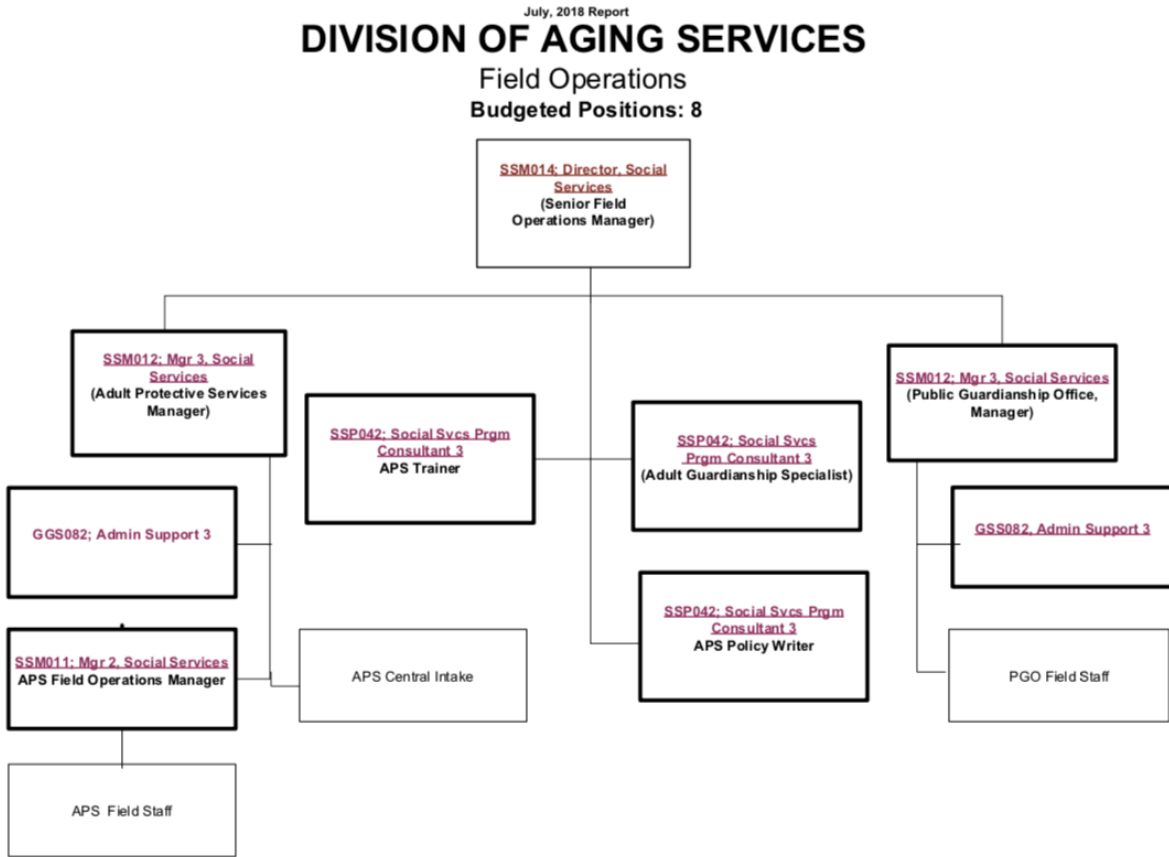 July, 2018 Report
DIVISION OF AGING SERVICES
Field Operations
Budgeted Positions: 8
SSM014; Director, Social
Services
(Senior Field
Operations Manager)
SSM012; Mgr 3, Social
Services
(Adult Protective Services
Manager)
SSP042; Social Svcs Prgm
Consultant 3
APS Trainer
SSP042; Social Svcs
Prgm Consultant 3
(Adult Guardianship Specialist)
SSM012; Mgr 3, Social Services
(Public Guardianship Office,
Manager)
GGS082; Admin Support 3
GSS082, Admin Support 3
SSM011; Mgr 2, Social Services
APS Field Operations Manager
APS Central Intake
SSP042; Social Svcs Prgm
Consultant 3
APS Policy Writer
PGO Field Staff
APS Field Staff